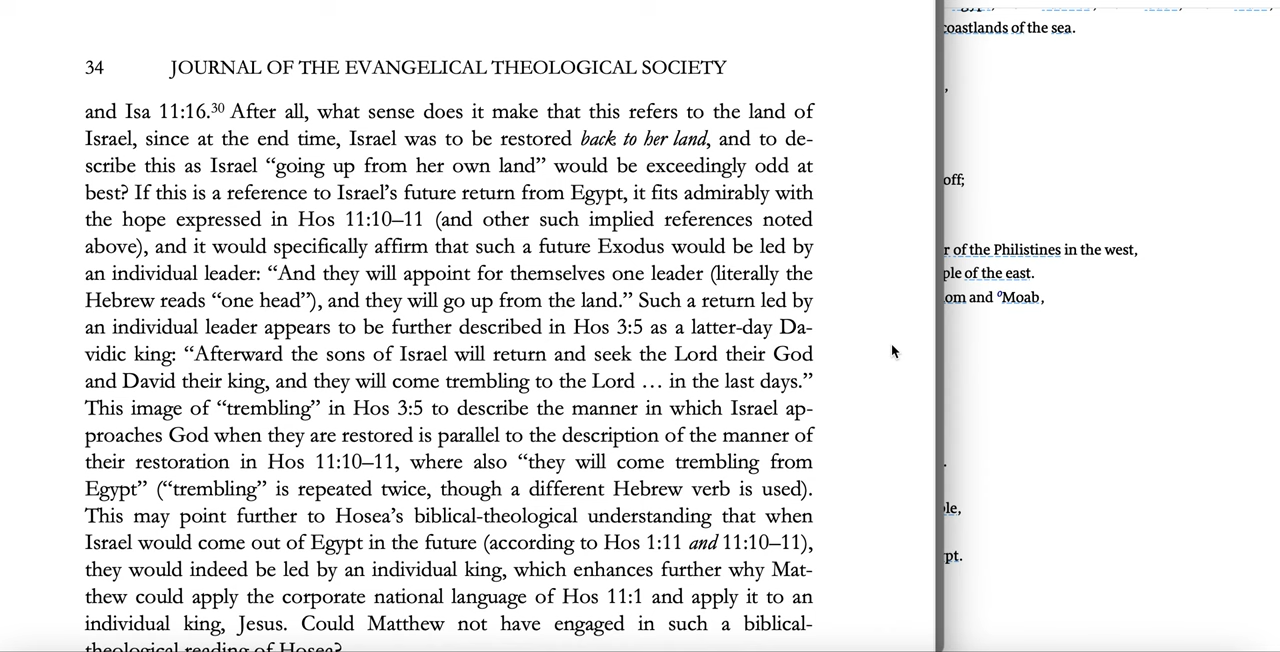 34 JOURNAL OF THE EVANGELICAL THEOLOGICAL SOCIETY
and Isa 11:16.30 After all, what sense does it make that this refers to the land of
Israel, since at the end time, Israel was to be restored back to her land, and to de-
scribe this as Israel “going up from her own land” would be exceedingly odd at
best? If this is a reference to Israel’s future return from Egypt, it fits admirably with
the hope expressed in Hos 11:10–11 (and other such implied references noted
above), and it would specifically affirm that such a future Exodus would be led by
an individual leader: “And they will appoint for themselves one leader (literally the
Hebrew reads “one head”), and they will go up from the land.” Such a return led by
an individual leader appears to be further described in Hos 3:5 as a latter-day Da-
vidic king: “Afterward the sons of Israel will return and seek the Lord their God
and David their king, and they will come trembling to the Lord … in the last days.”
This image of “trembling” in Hos 3:5 to describe the manner in which Israel ap-
proaches God when they are restored is parallel to the description of the manner of
their restoration in Hos 11:10–11, where also “they will come trembling from
Egypt” (“trembling” is repeated twice, though a different Hebrew verb is used).
This may point further to Hosea’s biblical-theological understanding that when
Israel would come out of Egypt in the future (according to Hos 1:11 and 11:10–11),
they would indeed be led by an individual king, which enhances further why Mat-
thew could apply the corporate national language of Hos 11:1 and apply it to an
individual king, Jesus. Could Matthew not have engaged in such a biblical-
theological reading of Hosea?
coastlands of the sea.
,
off;
r of the Philistines in the west,
ple of the east.
om and oMoab,
.
le,
pt.